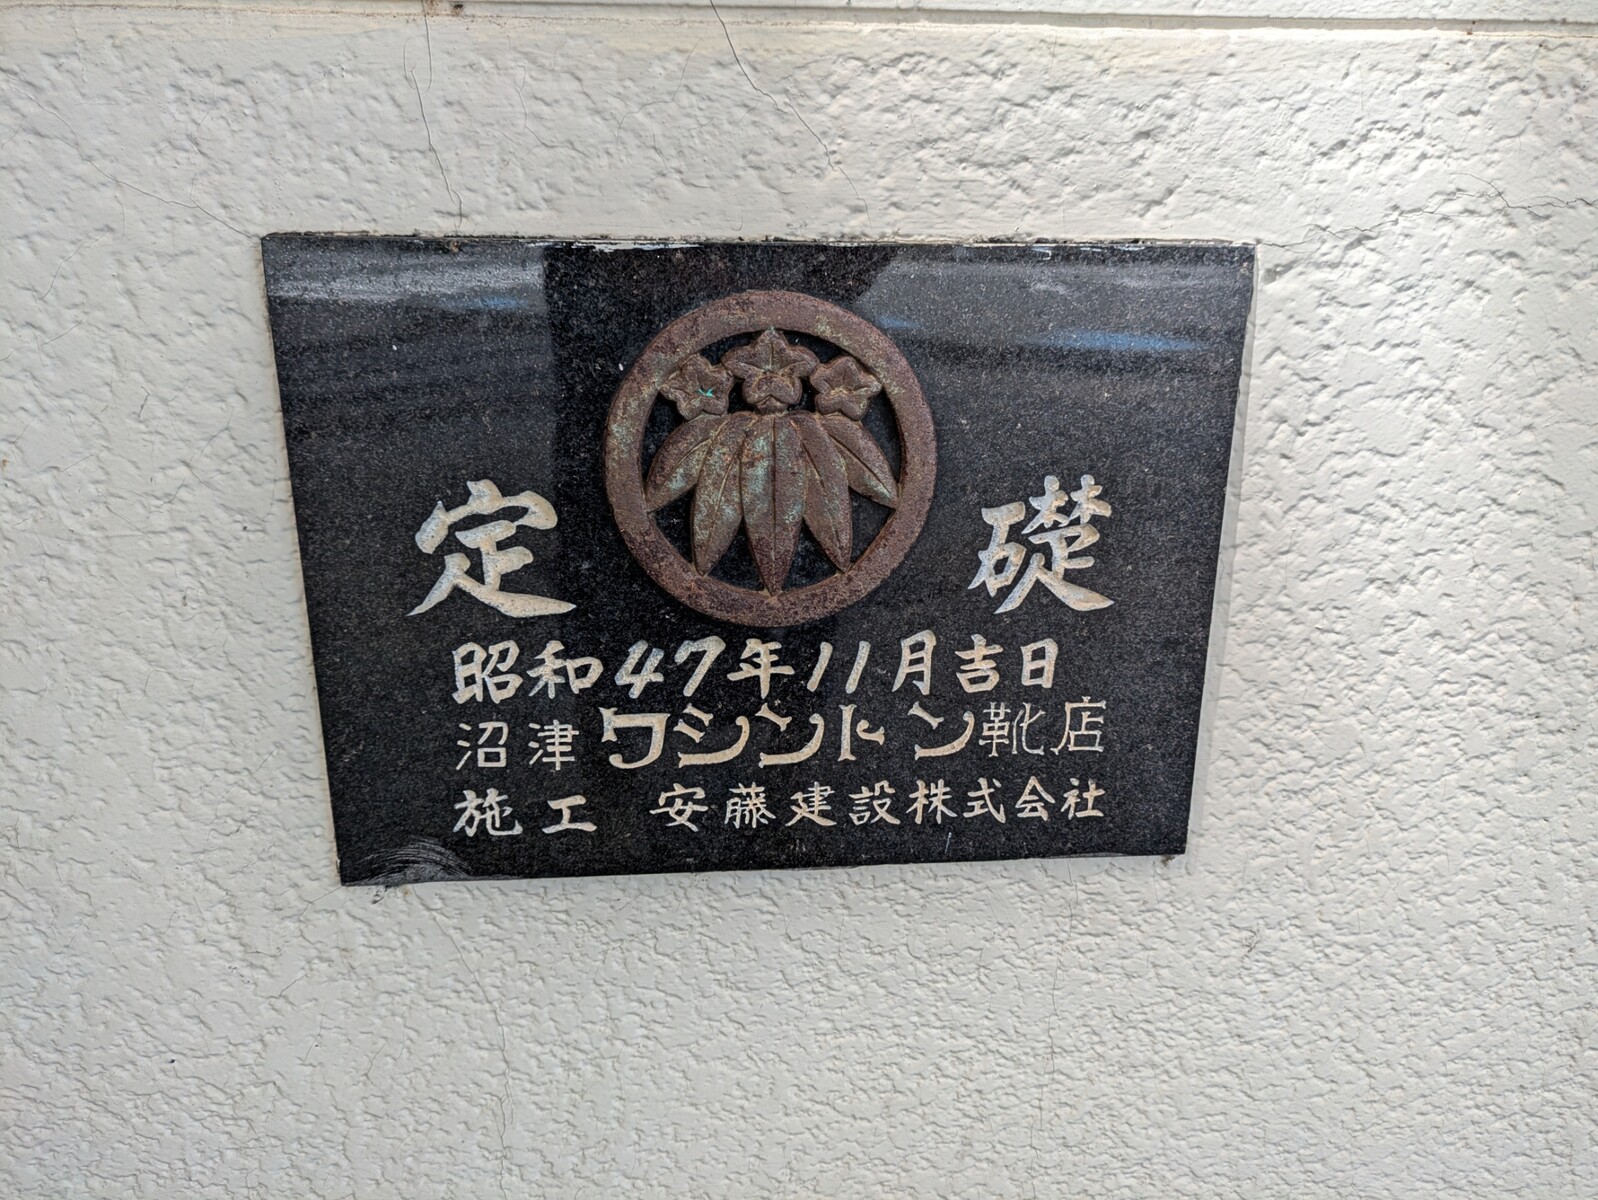 定礎
昭和47年11月吉日
沼津ワシントン靴店
施工 安藤建設株式会社